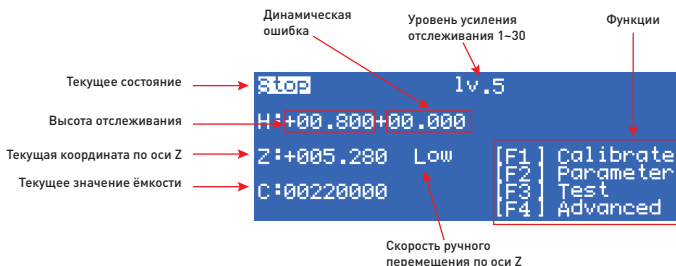 Динамическая
ошибка
Уровень усиления
отслеживания 1~30
Функции
Текущее состояние
Stop lv.5
Высота отслеживания
H:+00.800+00.000
Текущая координата по оси Z
Z:+005.280 Low
Текущее значение ёмкости
C:00220000
[F1] Calibrate
[F2] Parameter
[F3] Test
[F4] Advanced
Скорость ручного
перемещения по оси Z